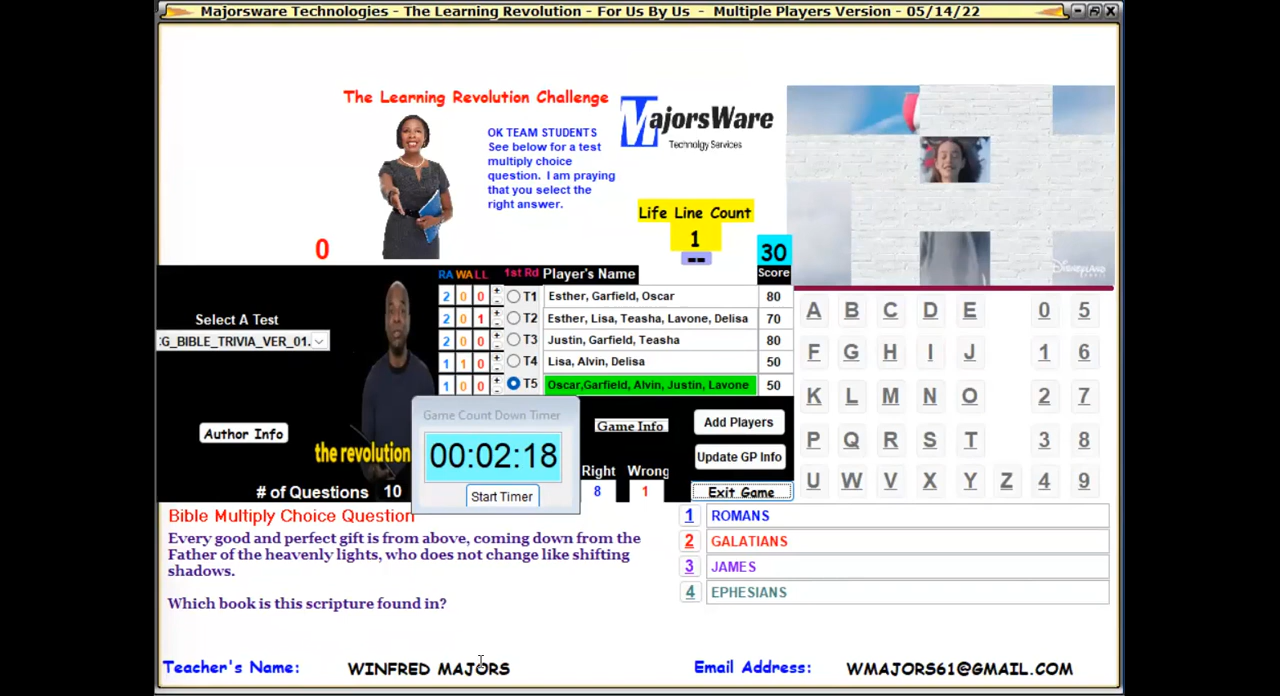 Majorsware Technologies - The Learning Revolution - For Us By Us - Multiple Players Version - 05/14/22
The Learning Revolution Challenge
OK TEAM STUDENTS
See below for a test
multiply choice
question. I am praying
that you select the
right answer.
MajorsWare
Technolgy Services
Life Line Count
1
--
0
30
Score
DISNEYLAND
RA WA LL 1st Rd Player's Name
2 0 0 + - T1 Esther, Garfield, Oscar 80
2 0 1 + - T2 Esther, Lisa, Teasha, Lavone, Delisa 70
2 0 0 + - T3 Justin, Garfield, Teasha 80
1 1 0 + - T4 Lisa, Alvin, Delisa 50
1 0 0 + - T5 Oscar,Garfield, Alvin, Justin, Lavone 50
Select A Test
:G_BIBLE_TRIVIA_VER_01.
Author Info
the revolution
# of Questions 10
Game Count Down Timer
00:02:18
Start Timer
Game Info
Right Wrong
8 1
Add Players
Update GP Info
Exit Game
A B C D E 0 5
F G H I J 1 6
K L M N O 2 7
P Q R S T 3 8
U W V X Y Z 4 9
Bible Multiply Choice Question
Every good and perfect gift is from above, coming down from the
Father of the heavenly lights, who does not change like shifting
shadows.
Which book is this scripture found in?
1 ROMANS
2 GALATIANS
3 JAMES
4 EPHESIANS
Teacher's Name: WINFRED MAJORS
Email Address: WMAJORS61@GMAIL.COM